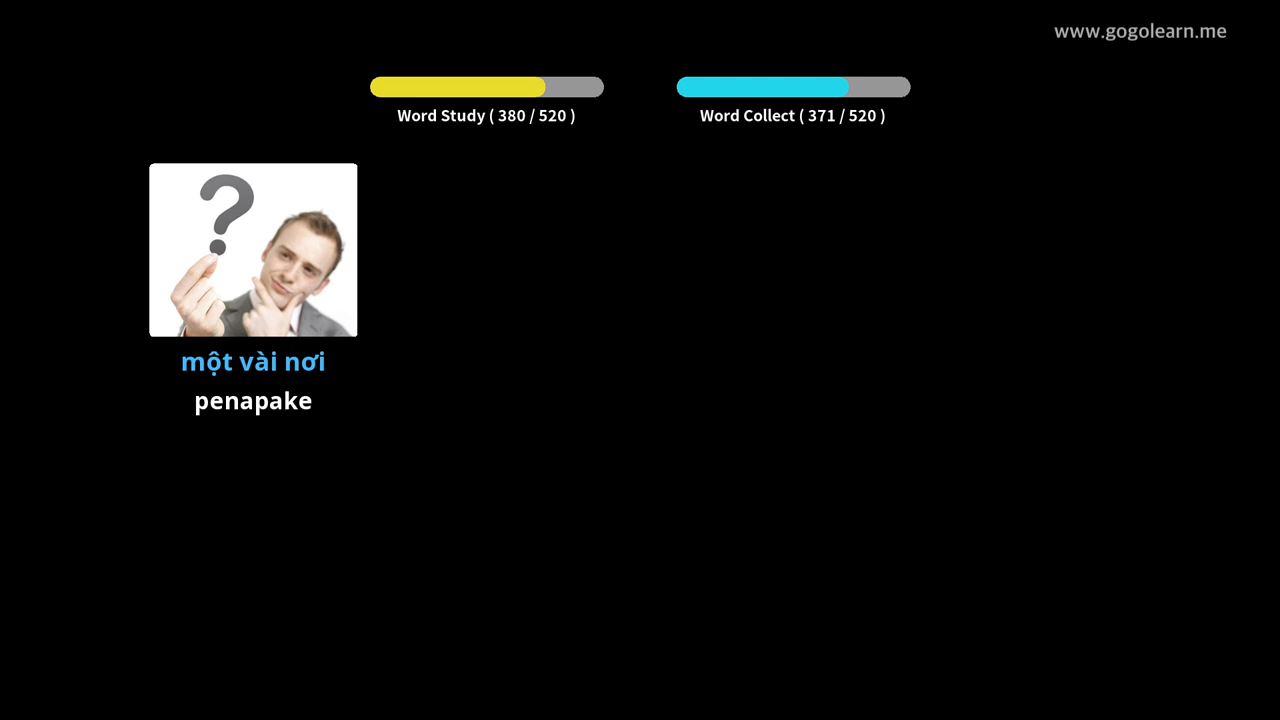 www.gogolearn.me
Word Study ( 380 / 520 )
Word Collect ( 371 / 520 )
?
một vài nơi
penapake